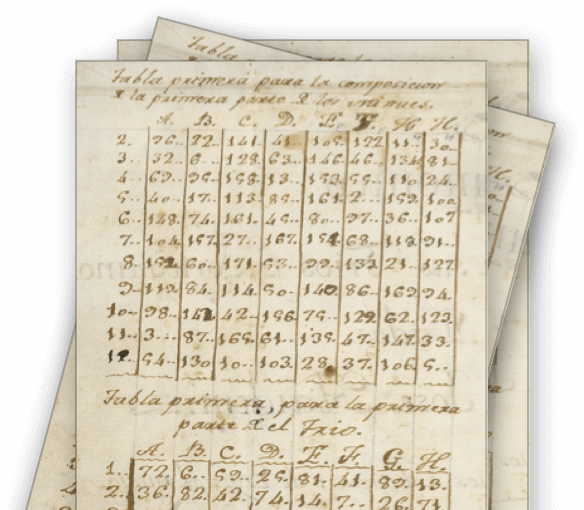 Tabla primera para la composicion
de la primera parte de los minues.
A. B. C. D. E. F. H. H.
2. 96.. 22.. 141. 41. 105. 122 11.. 30..
3.. 32 6... 128. 63.. 146. 46.. 134. 81..
4.. 69.. 95.. 158 13... 153. 55.. 110 24..
5.. 40.. 17.. 113. 85.. 161. 2... 159. 100.
6.. 148. 74.. 161. 45.. 80.. 97.. 36.. 107
7.. 104. 157. 27.. 167. 154. 68.. 118. 91..
8. 152. 60.. 171. 53.. 99.. 133. 21.. 127
9.. 119. 84. 114. 50.. 140. 86.. 169. 94.
10.. 98.. 142. 42.. 156. 75.. 129. 62. 123.
11.. 3... 87.. 165. 61.. 135. 47.. 147. 33.
12. 54.. 130 10... 103. 28. 37. 106. 5..
Tabla primera, para la primera
parte de el Trio.
A. B. C. D. E. F. G. H.
1.. 72. 6.. 59.. 25. 81. 41. 89. 13.
2.. 36. 82. 42. 74. 14. 7.. 26. 71